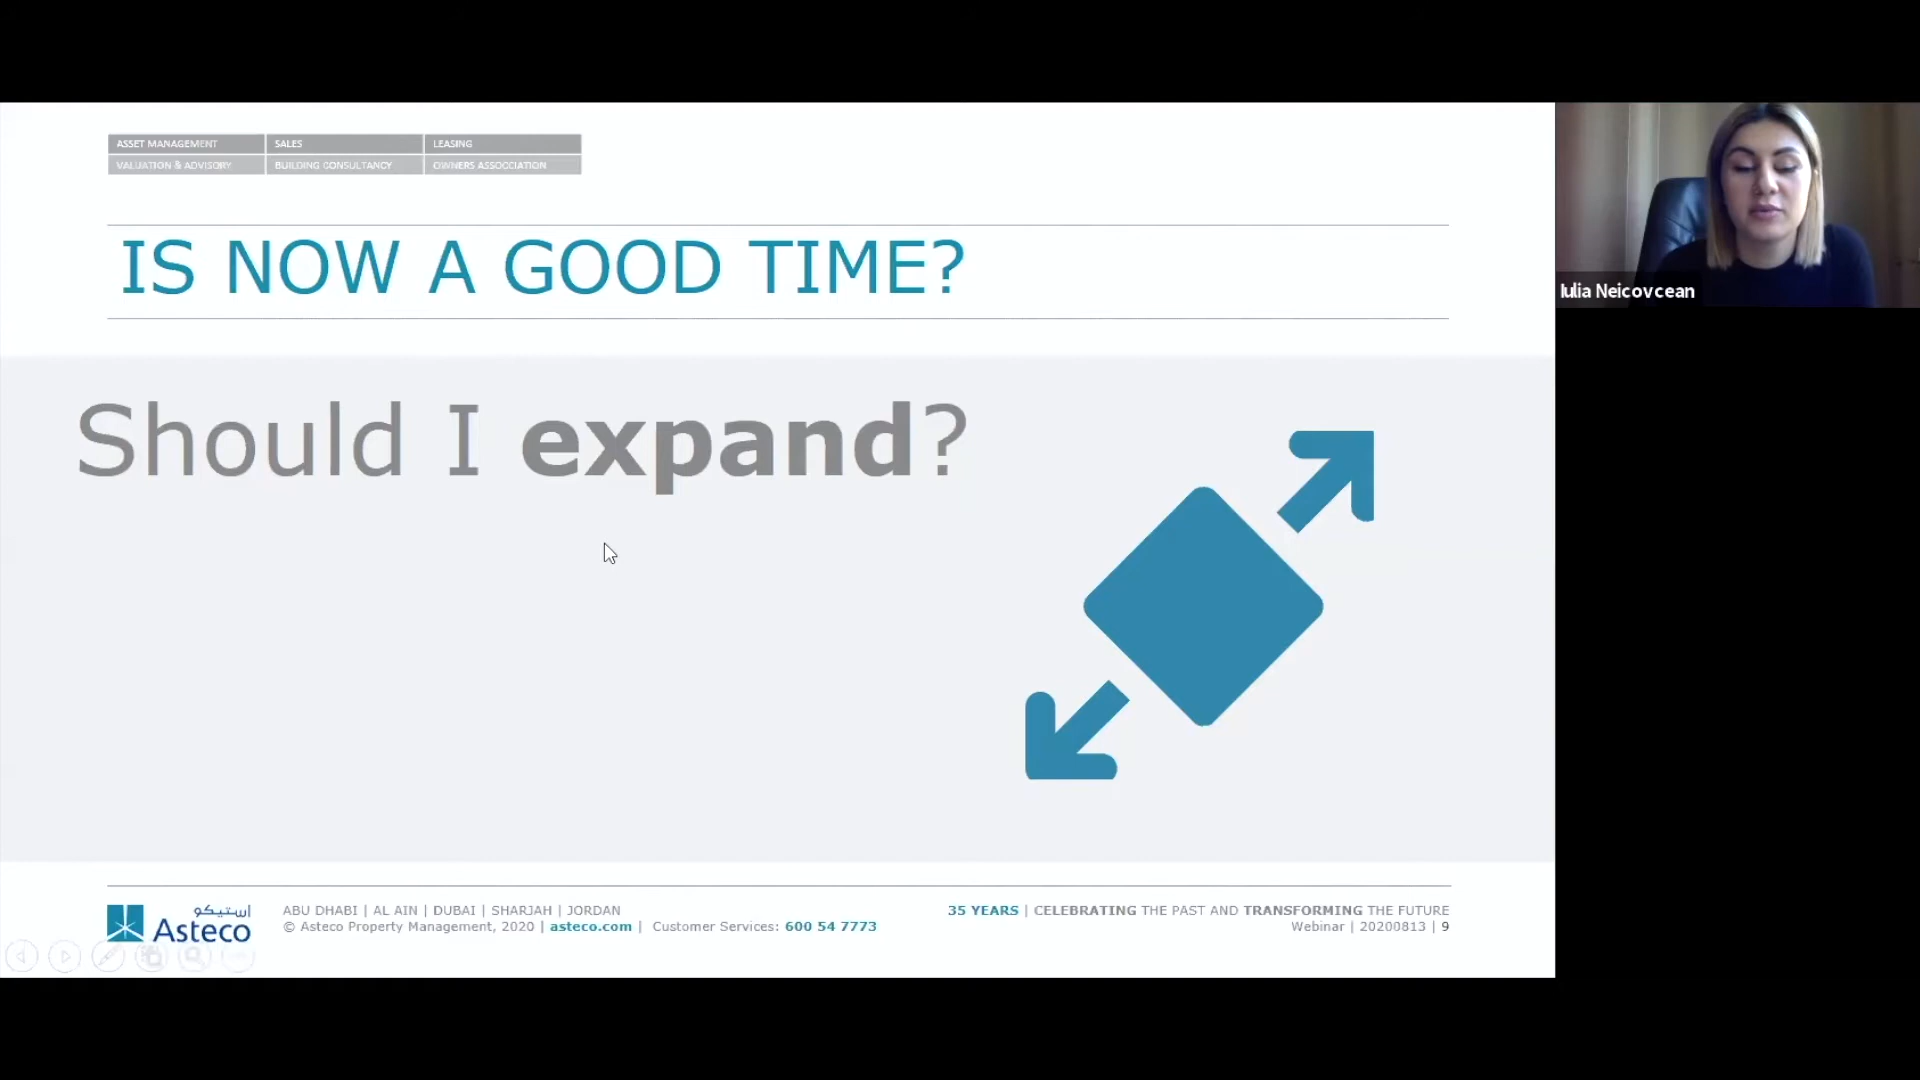 ASSET MANAGEMENT SALES LEASING
VALUATION & ADVISORY BUILDING CONSULTANCY OWNERS ASSOCCIATION
IS NOW A GOOD TIME?
Iulia Neicovcean
Should I expand?
استيكو
Asteco
ABU DHABI | AL AIN | DUBAI | SHARJAH | JORDAN
© Asteco Property Management, 2020 | asteco.com | Customer Services: 600 54 7773
35 YEARS | CELEBRATING THE PAST AND TRANSFORMING THE FUTURE
Webinar | 20200813 | 9